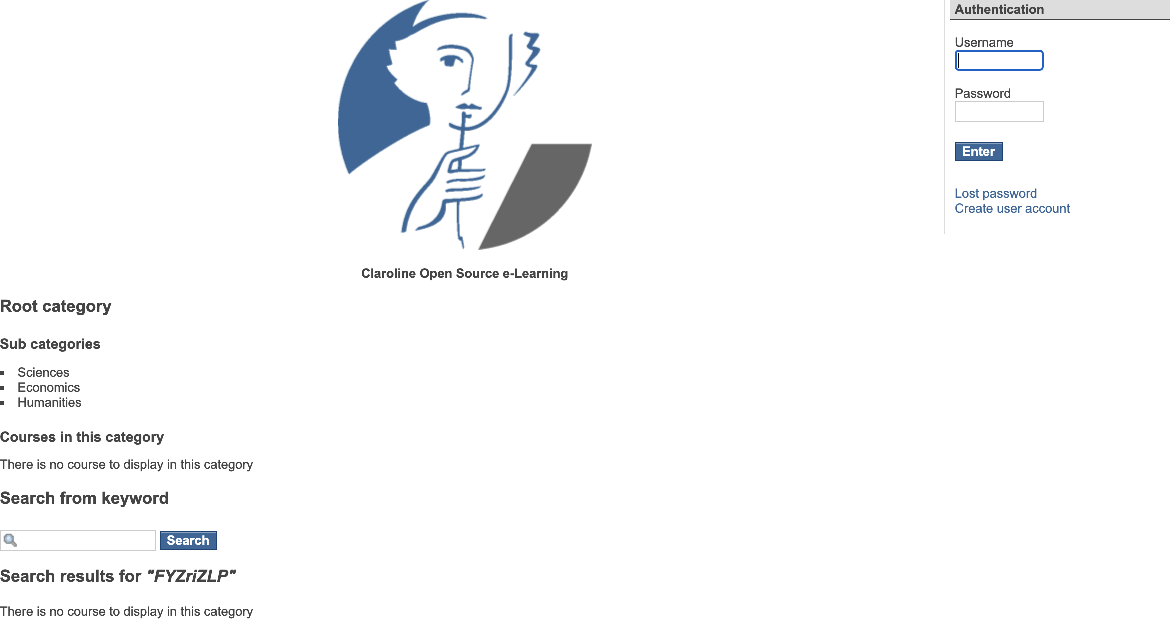 Authentication
Username
Password
Enter
Lost password
Create user account
Claroline Open Source e-Learning
Root category
Sub categories
Sciences
Economics
Humanities
Courses in this category
There is no course to display in this category
Search from keyword
Search
Search results for "FYZriZLP"
There is no course to display in this category